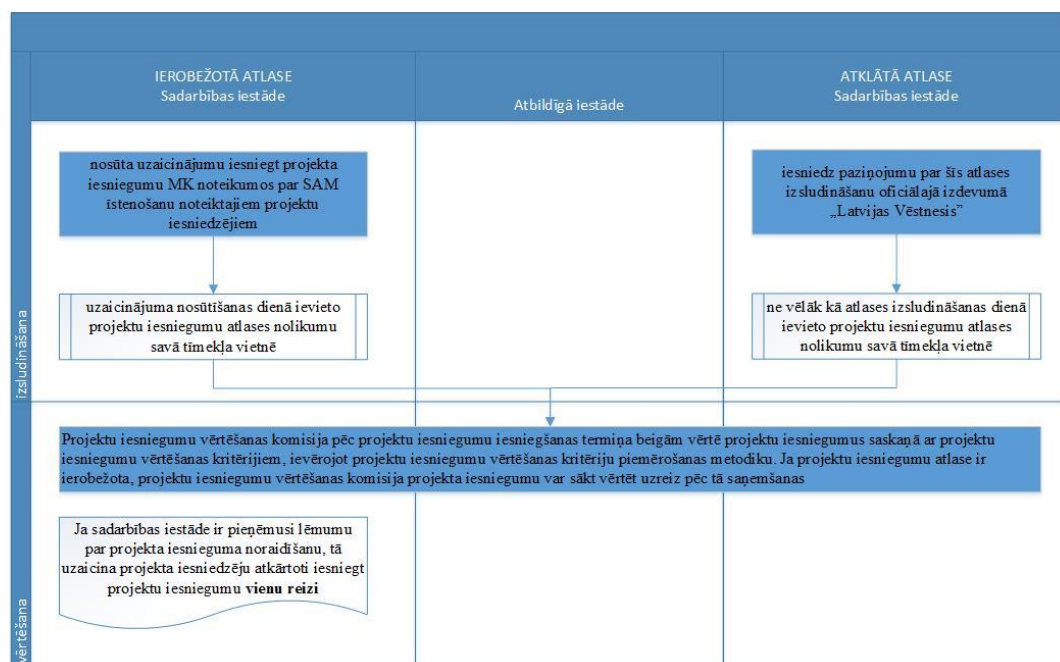 IEROBEŽOTĀ ATLASE
Sadarbības iestāde
Atbildīgā iestāde
ATKLĀTĀ ATLASE
Sadarbības iestāde
izsludināšana
nosūta uzaicinājumu iesniegt projekta
iesniegumu MK noteikumos par SAM
īstenošanu noteiktajiem projektu
iesniedzējiem
iesniedz paziņojumu par šīs atlases
izsludināšanu oficiālajā izdevumā
„Latvijas Vēstnesis”
uzaicinājuma nosūtīšanas dienā ievieto
projektu iesniegumu atlases nolikumu
savā tīmekļa vietnē
ne vēlāk kā atlases izsludināšanas dienā
ievieto projektu iesniegumu atlases
nolikumu savā tīmekļa vietnē
vērtēšana
Projektu iesniegumu vērtēšanas komisija pēc projektu iesniegumu iesniegšanas termiņa beigām vērtē projektu iesniegumus saskaņā ar projektu
iesniegumu vērtēšanas kritērijiem, ievērojot projektu iesniegumu vērtēšanas kritēriju piemērošanas metodiku. Ja projektu iesniegumu atlase ir
ierobežota, projektu iesniegumu vērtēšanas komisija projekta iesniegumu var sākt vērtēt uzreiz pēc tā saņemšanas
Ja sadarbības iestāde ir pieņēmusi lēmumu
par projekta iesnieguma noraidīšanu, tā
uzaicina projekta iesniedzēju atkārtoti iesniegt
projektu iesniegumu vienu reizi